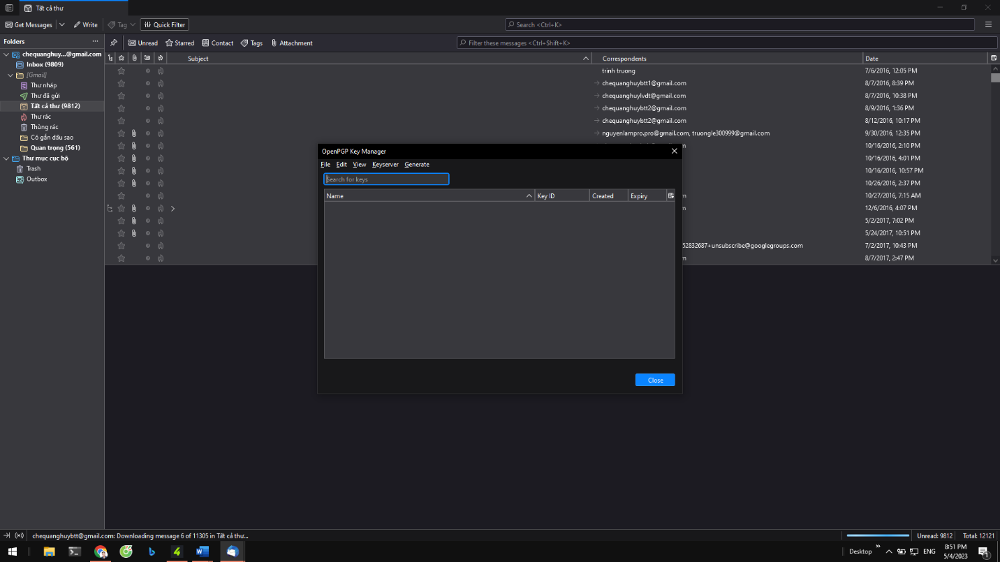 Tất cả thư
Get Messages Write Tag Quick Filter Search <Ctrl+K>
Folders ... Unread Starred Contact Tags Attachment Filter these messages <Ctrl+Shift+K>
chequanghuy...@gmail.com Subject Correspondents Date
Inbox (9809) trinh truong 7/6/2016, 12:05 PM
[Gmail] chequanghuybtt1@gmail.com 8/7/2016, 8:39 PM
Thư nháp
Thư đã gửi chequanghuylvdt@gmail.com 8/7/2016, 10:38 PM
Tất cả thư (9812) chequanghuybtt2@gmail.com 8/9/2016, 1:36 PM
Thư rác chequanghuybtt2@gmail.com 8/12/2016, 10:17 PM
Thùng rác nguyenlampro.pro@gmail.com, truongle300999@gmail.com 9/30/2016, 12:35 PM
Có gắn dấu sao
Quan trọng (561) m 10/16/2016, 2:10 PM
Thư mục cục bộ 10/16/2016, 4:01 PM
Trash 10/16/2016, 10:57 PM
Outbox 10/26/2016, 2:37 PM
m 10/27/2016, 7:15 AM
m 12/6/2016, 4:07 PM
5/2/2017, 7:02 PM
5/24/2017, 10:51 PM
52832687+unsubscribe@googlegroups.com 7/2/2017, 10:43 PM
m 8/7/2017, 2:47 PM
OpenPGP Key Manager
File Edit View Keyserver Generate
Search for keys
Name Key ID Created Expiry
Close
chequanghuybtt@gmail.com: Downloading message 6 of 11305 in Tất cả thư... Unread: 9812 Total: 12121
Desktop ENG 8:51 PM
5/4/2023 1